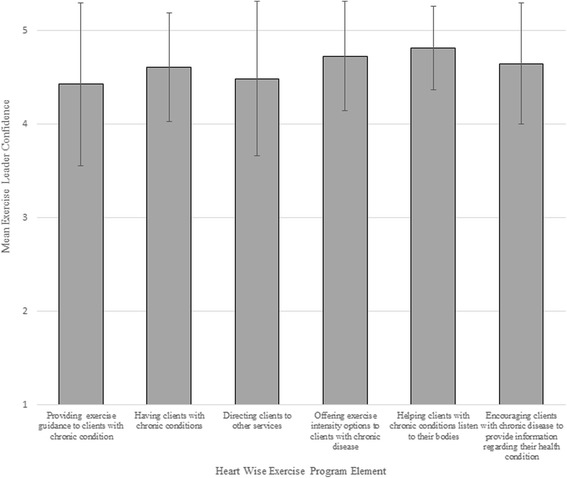 Mean Exercise Leader Confidence
5
4
3
2
1
Providing exercise
guidance to clients with
chronic condition
Having clients with
chronic conditions
Directing clients to
other services
Offering exercise
intensity options to
clients with chronic
disease
Helping clients with
chronic conditions listen
to their bodies
Encouraging clients
with chronic disease to
provide information
regarding their health
condition
Heart Wise Exercise Program Element